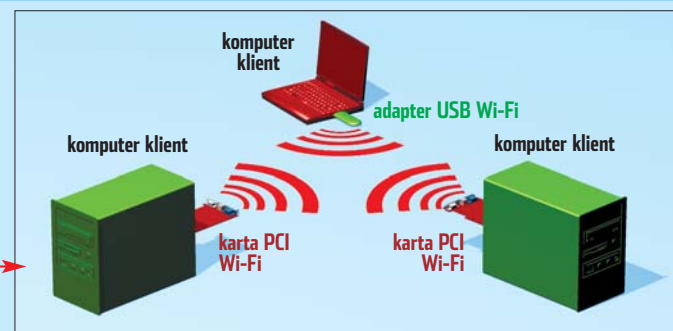 komputer
klient
adapter USB Wi-Fi
komputer klient
komputer klient
karta PCI
Wi-Fi
karta PCI
Wi-Fi